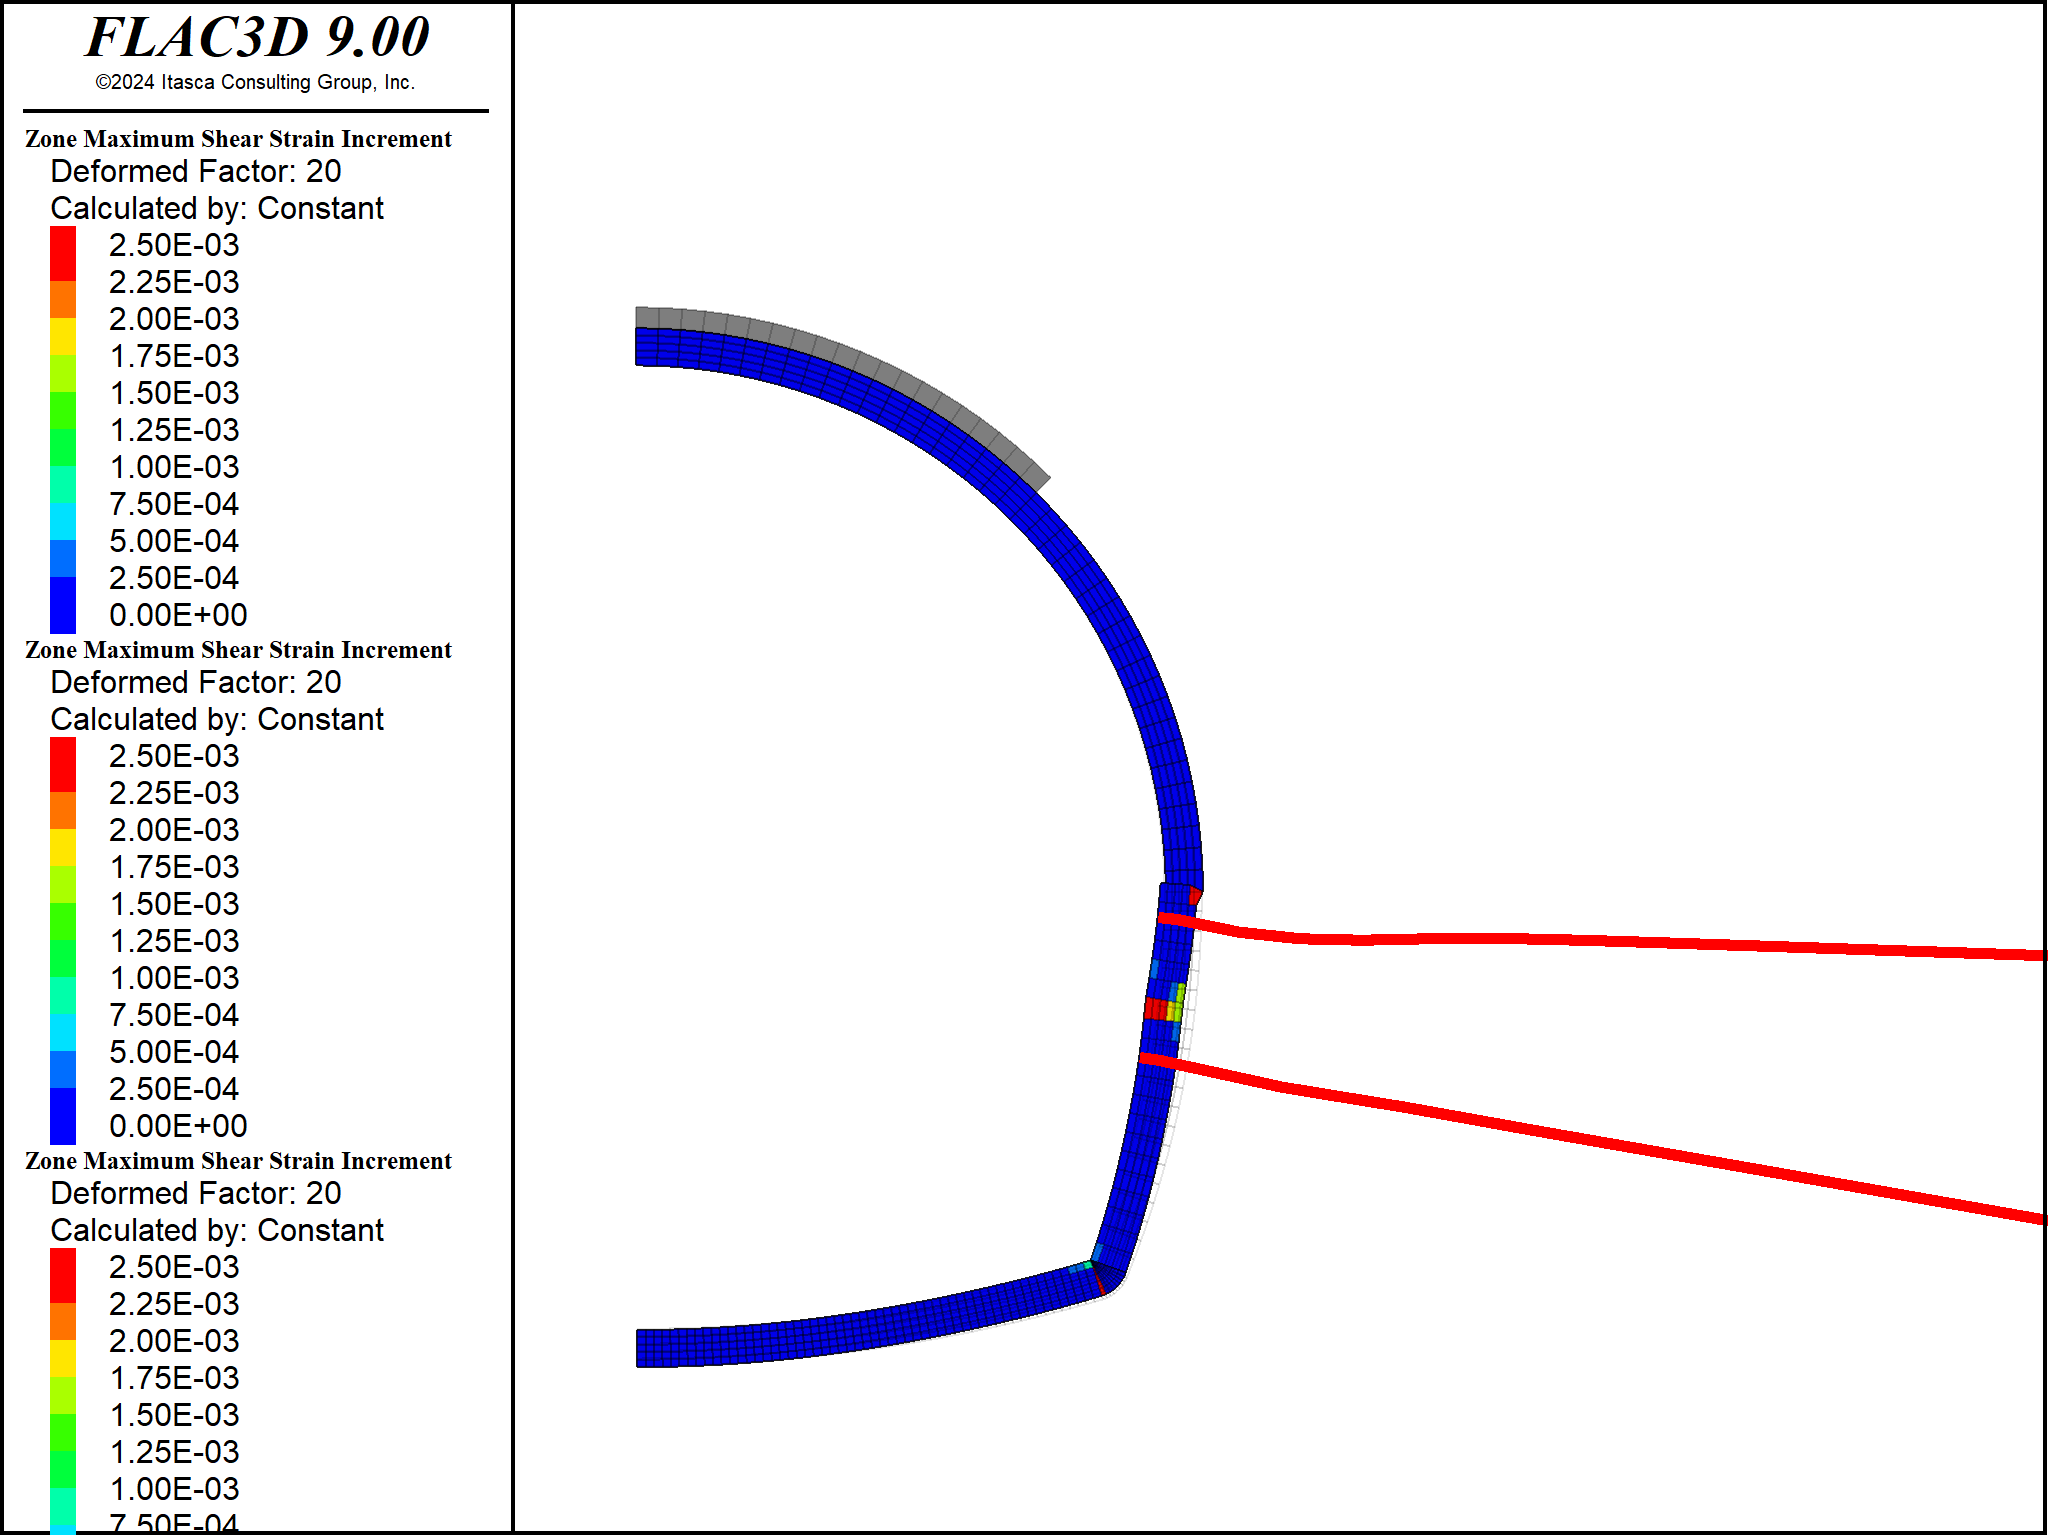 FLAC3D 9.00
©2024 Itasca Consulting Group, Inc.
Zone Maximum Shear Strain Increment
Deformed Factor: 20
Calculated by: Constant
2.50E-03
2.25E-03
2.00E-03
1.75E-03
1.50E-03
1.25E-03
1.00E-03
7.50E-04
5.00E-04
2.50E-04
0.00E+00
Zone Maximum Shear Strain Increment
Deformed Factor: 20
Calculated by: Constant
2.50E-03
2.25E-03
2.00E-03
1.75E-03
1.50E-03
1.25E-03
1.00E-03
7.50E-04
5.00E-04
2.50E-04
0.00E+00
Zone Maximum Shear Strain Increment
Deformed Factor: 20
Calculated by: Constant
2.50E-03
2.25E-03
2.00E-03
1.75E-03
1.50E-03
1.25E-03
1.00E-03
7.50E-04